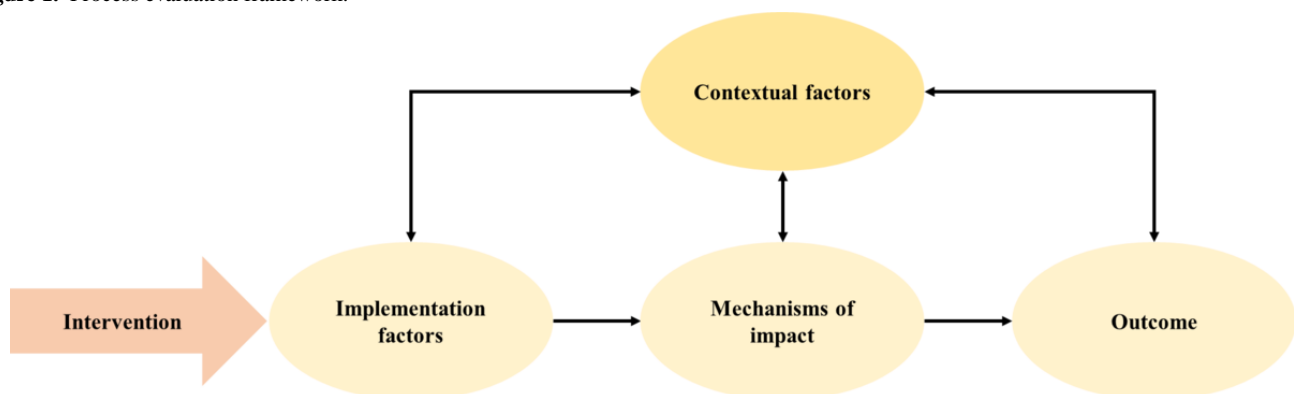 Contextual factors
Intervention
Implementation
factors
Mechanisms of
impact
Outcome